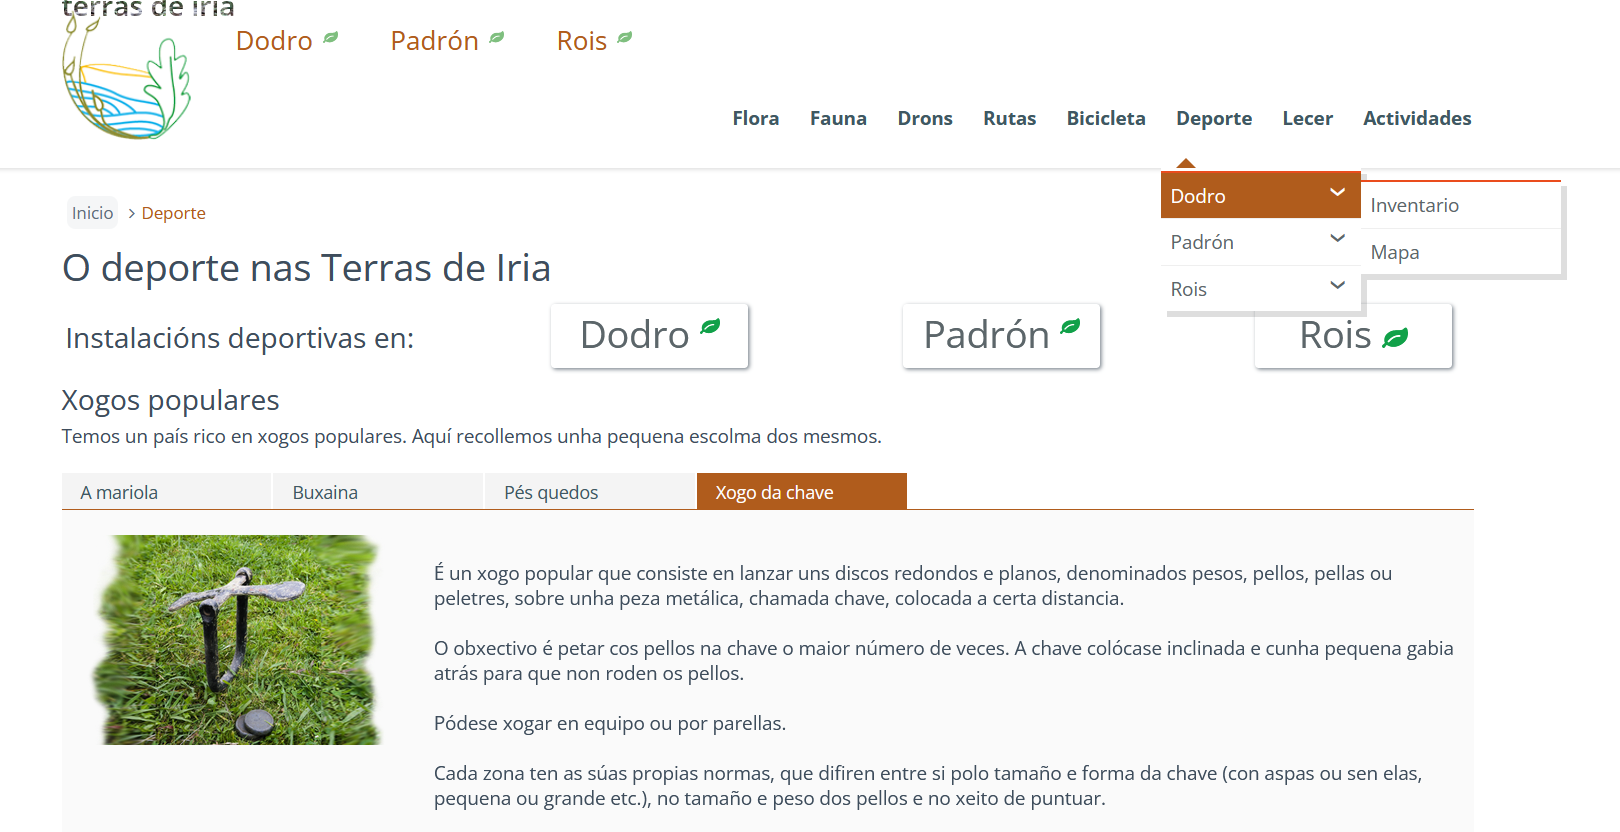 terras de iria
Dodro
Padrón
Rois
Flora
Fauna
Drons
Rutas
Bicicleta
Deporte
Lecer
Actividades
Dodro
Padrón
Rois
Inventario
Mapa
Inicio
Deporte
O deporte nas Terras de Iria
Instalacións deportivas en:
Dodro
Padrón
Rois
Xogos populares
Temos un país rico en xogos populares. Aquí recollemos unha pequena escolma dos mesmos.
A mariola
Buxaina
Pés quedos
Xogo da chave
É un xogo popular que consiste en lanzar uns discos redondos e planos, denominados pesos, pellos, pellas ou
peletres, sobre unha peza metálica, chamada chave, colocada a certa distancia.
O obxectivo é petar cos pellos na chave o maior número de veces. A chave colócase inclinada e cunha pequena gabia
atrás para que non roden os pellos.
Pódese xogar en equipo ou por parellas.
Cada zona ten as súas propias normas, que difiren entre si polo tamaño e forma da chave (con aspas ou sen elas,
pequena ou grande etc.), no tamaño e peso dos pellos e no xeito de puntuar.